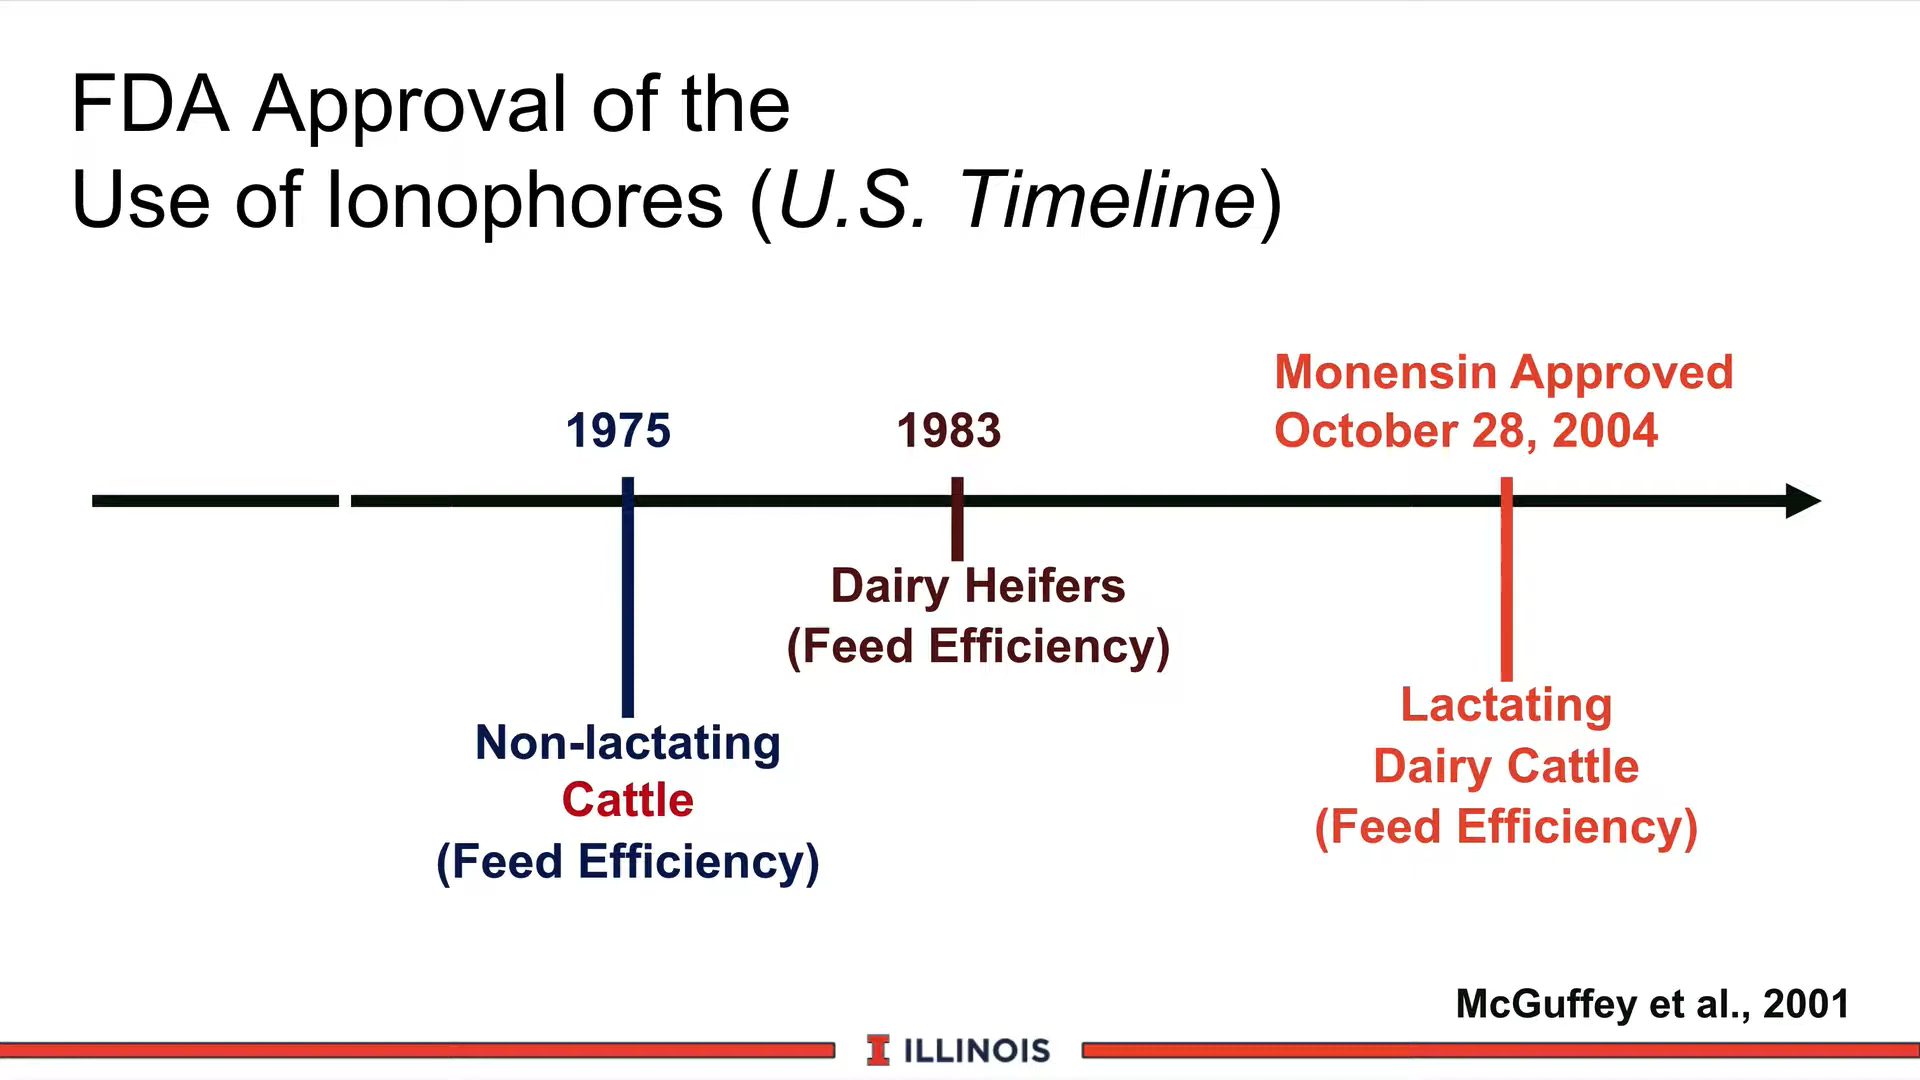 FDA Approval of the
Use of Ionophores (U.S. Timeline)
1975
1983
Monensin Approved
October 28, 2004
Dairy Heifers
(Feed Efficiency)
Non-lactating
Cattle
(Feed Efficiency)
Lactating
Dairy Cattle
(Feed Efficiency)
McGuffey et al., 2001
I ILLINOIS